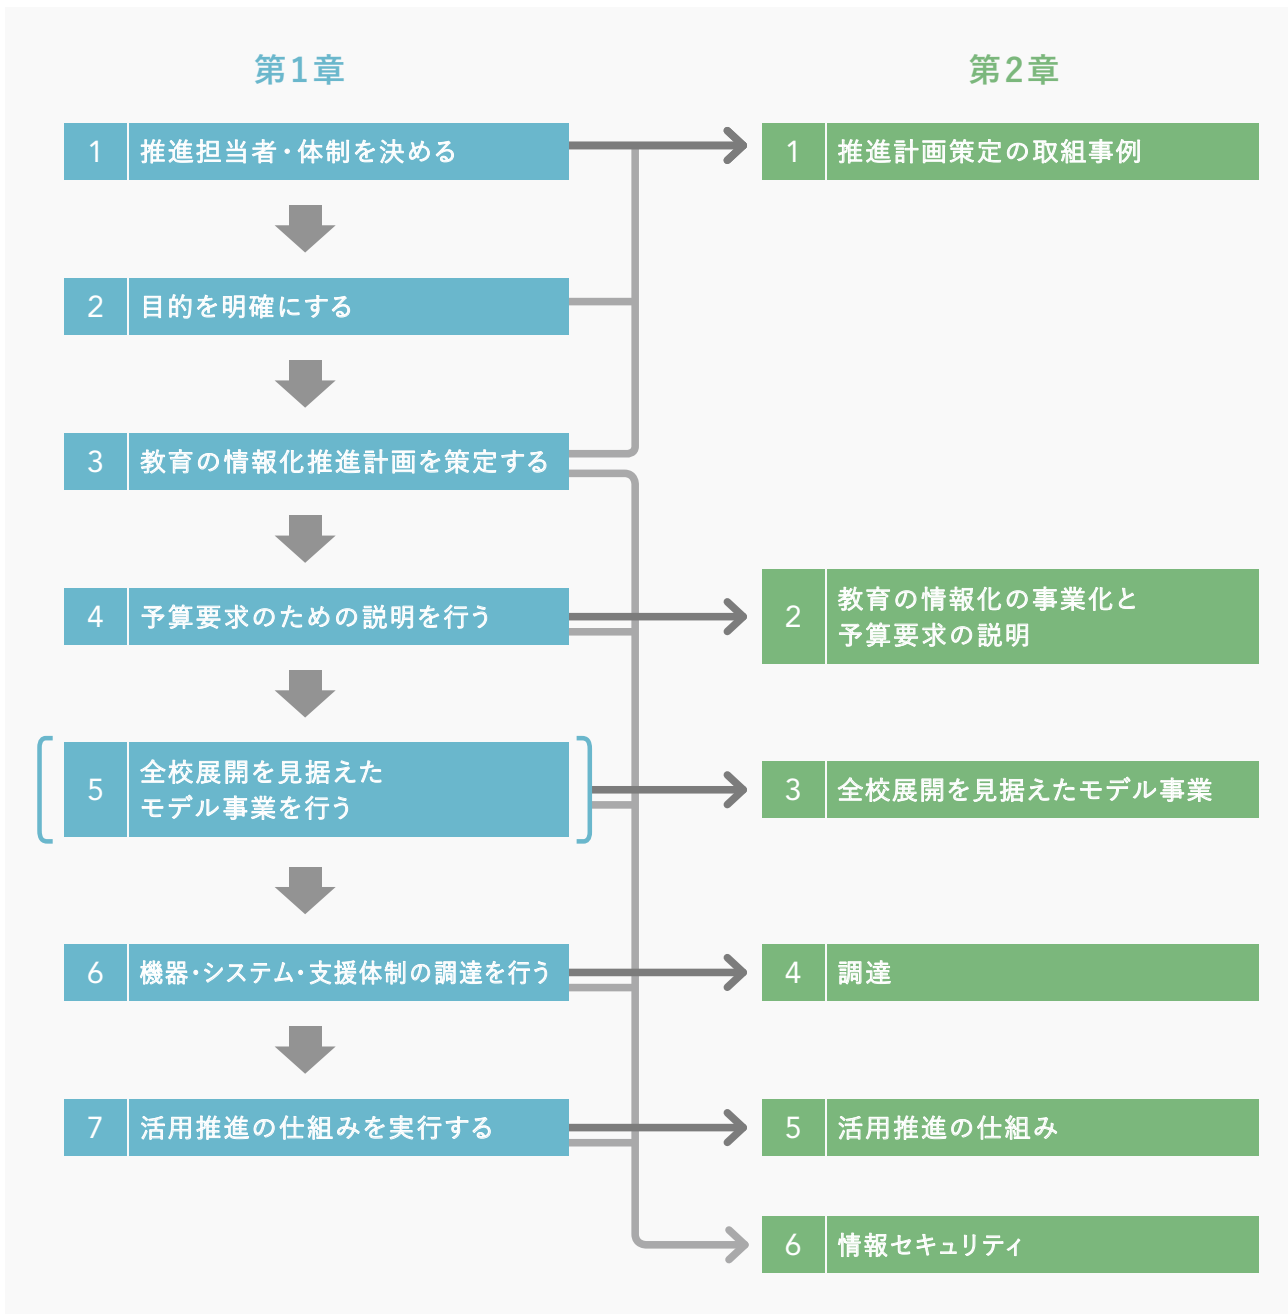 第1章
1 推進担当者・体制を決める
2 目的を明確にする
3 教育の情報化推進計画を策定する
4 予算要求のための説明を行う
5 全校展開を見据えた
モデル事業を行う
6 機器・システム・支援体制の調達を行う
7 活用推進の仕組みを実行する
第2章
1 推進計画策定の取組事例
2 教育の情報化の事業化と
予算要求の説明
3 全校展開を見据えたモデル事業
4 調達
5 活用推進の仕組み
6 情報セキュリティ